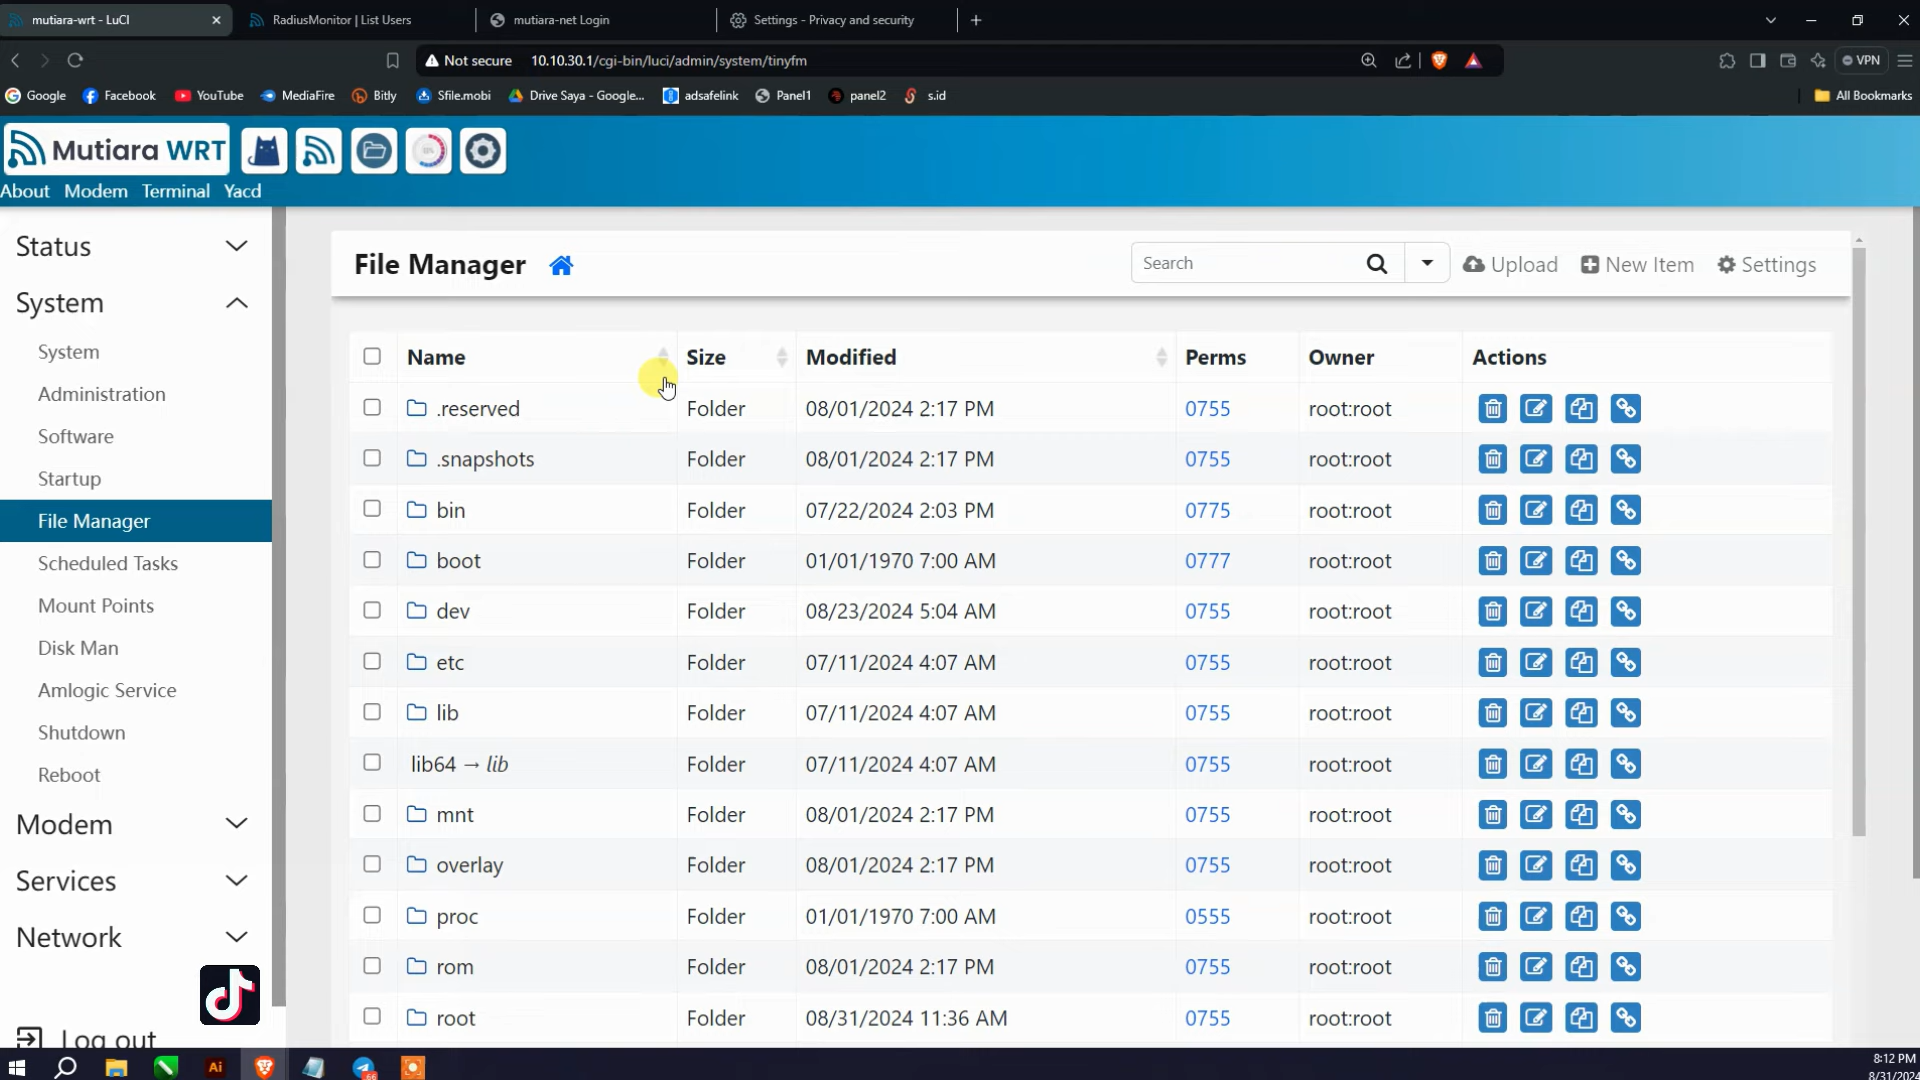 mutiara-wrt - LuCI
RadiusMonitor | List Users
mutiara-net Login
Settings - Privacy and security
Not secure 10.10.30.1/cgi-bin/luci/admin/system/tinyfm
VPN
Google Facebook YouTube MediaFire Bitly Sfile.mobi Drive Saya - Google... adsafelink Panel1 panel2 s.id All Bookmarks
Mutiara WRT
About Modem Terminal Yacd
Status
System
System
Administration
Software
Startup
File Manager
Scheduled Tasks
Mount Points
Disk Man
Amlogic Service
Shutdown
Reboot
Modem
Services
Network
Log out
File Manager
Search
Upload New Item Settings
Name Size Modified Perms Owner Actions
.reserved Folder 08/01/2024 2:17 PM 0755 root:root
.snapshots Folder 08/01/2024 2:17 PM 0755 root:root
bin Folder 07/22/2024 2:03 PM 0775 root:root
boot Folder 01/01/1970 7:00 AM 0777 root:root
dev Folder 08/23/2024 5:04 AM 0755 root:root
etc Folder 07/11/2024 4:07 AM 0755 root:root
lib Folder 07/11/2024 4:07 AM 0755 root:root
lib64 → lib Folder 07/11/2024 4:07 AM 0755 root:root
mnt Folder 08/01/2024 2:17 PM 0755 root:root
overlay Folder 08/01/2024 2:17 PM 0755 root:root
proc Folder 01/01/1970 7:00 AM 0555 root:root
rom Folder 08/01/2024 2:17 PM 0755 root:root
root Folder 08/31/2024 11:36 AM 0755 root:root
Ai
66
8:12 PM
8/31/2024